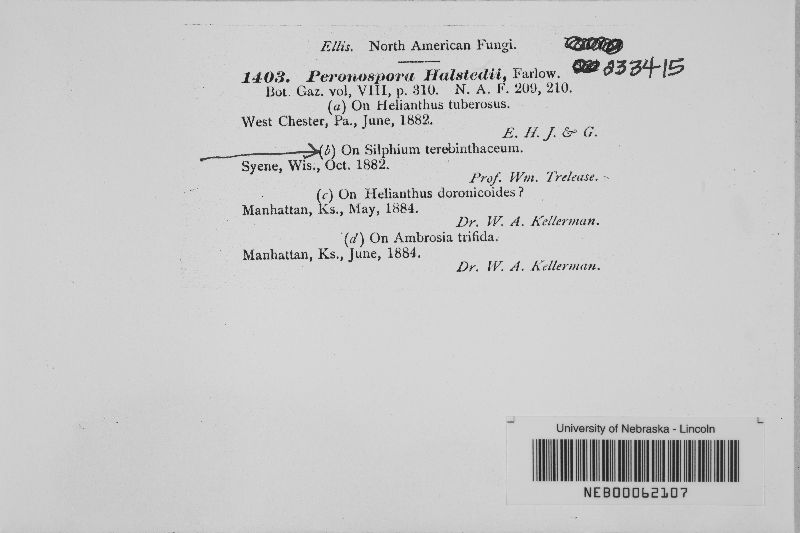 Ellis. North American Fungi.
833415
1403. Peronospora Halstedii, Farlow.
Bot. Gaz. vol, VIII, p. 310. N. A. F. 209, 210.
(a) On Helianthus tuberosus.
West Chester, Pa., June, 1882.
E. H. J. & G.
(b) On Silphium terebinthaceum.
Syene, Wis., Oct. 1882.
Prof. Wm. Trelease.
(c) On Helianthus doronicoides?
Manhattan, Ks., May, 1884.
Dr. W. A. Kellerman.
(d) On Ambrosia trifida.
Manhattan, Ks., June, 1884.
Dr. W. A. Kellerman.
University of Nebraska - Lincoln
NEB00062107